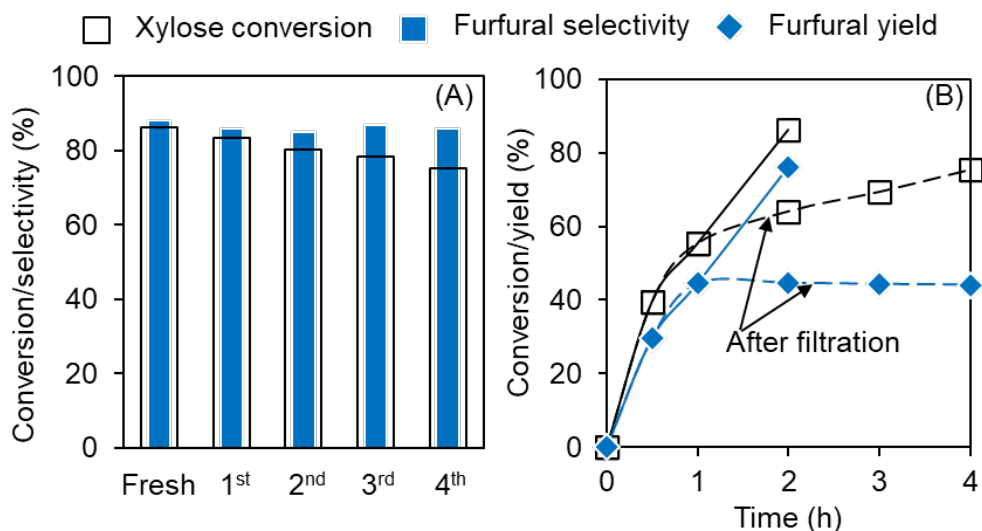 Xylose conversion Furfural selectivity Furfural yield
(A)
Conversion/selectivity (%)
100
80
60
40
20
0
Fresh 1st 2nd 3rd 4th
(B)
Conversion/yield (%)
100
80
60
40
20
0
After filtration
0 1 2 3 4
Time (h)